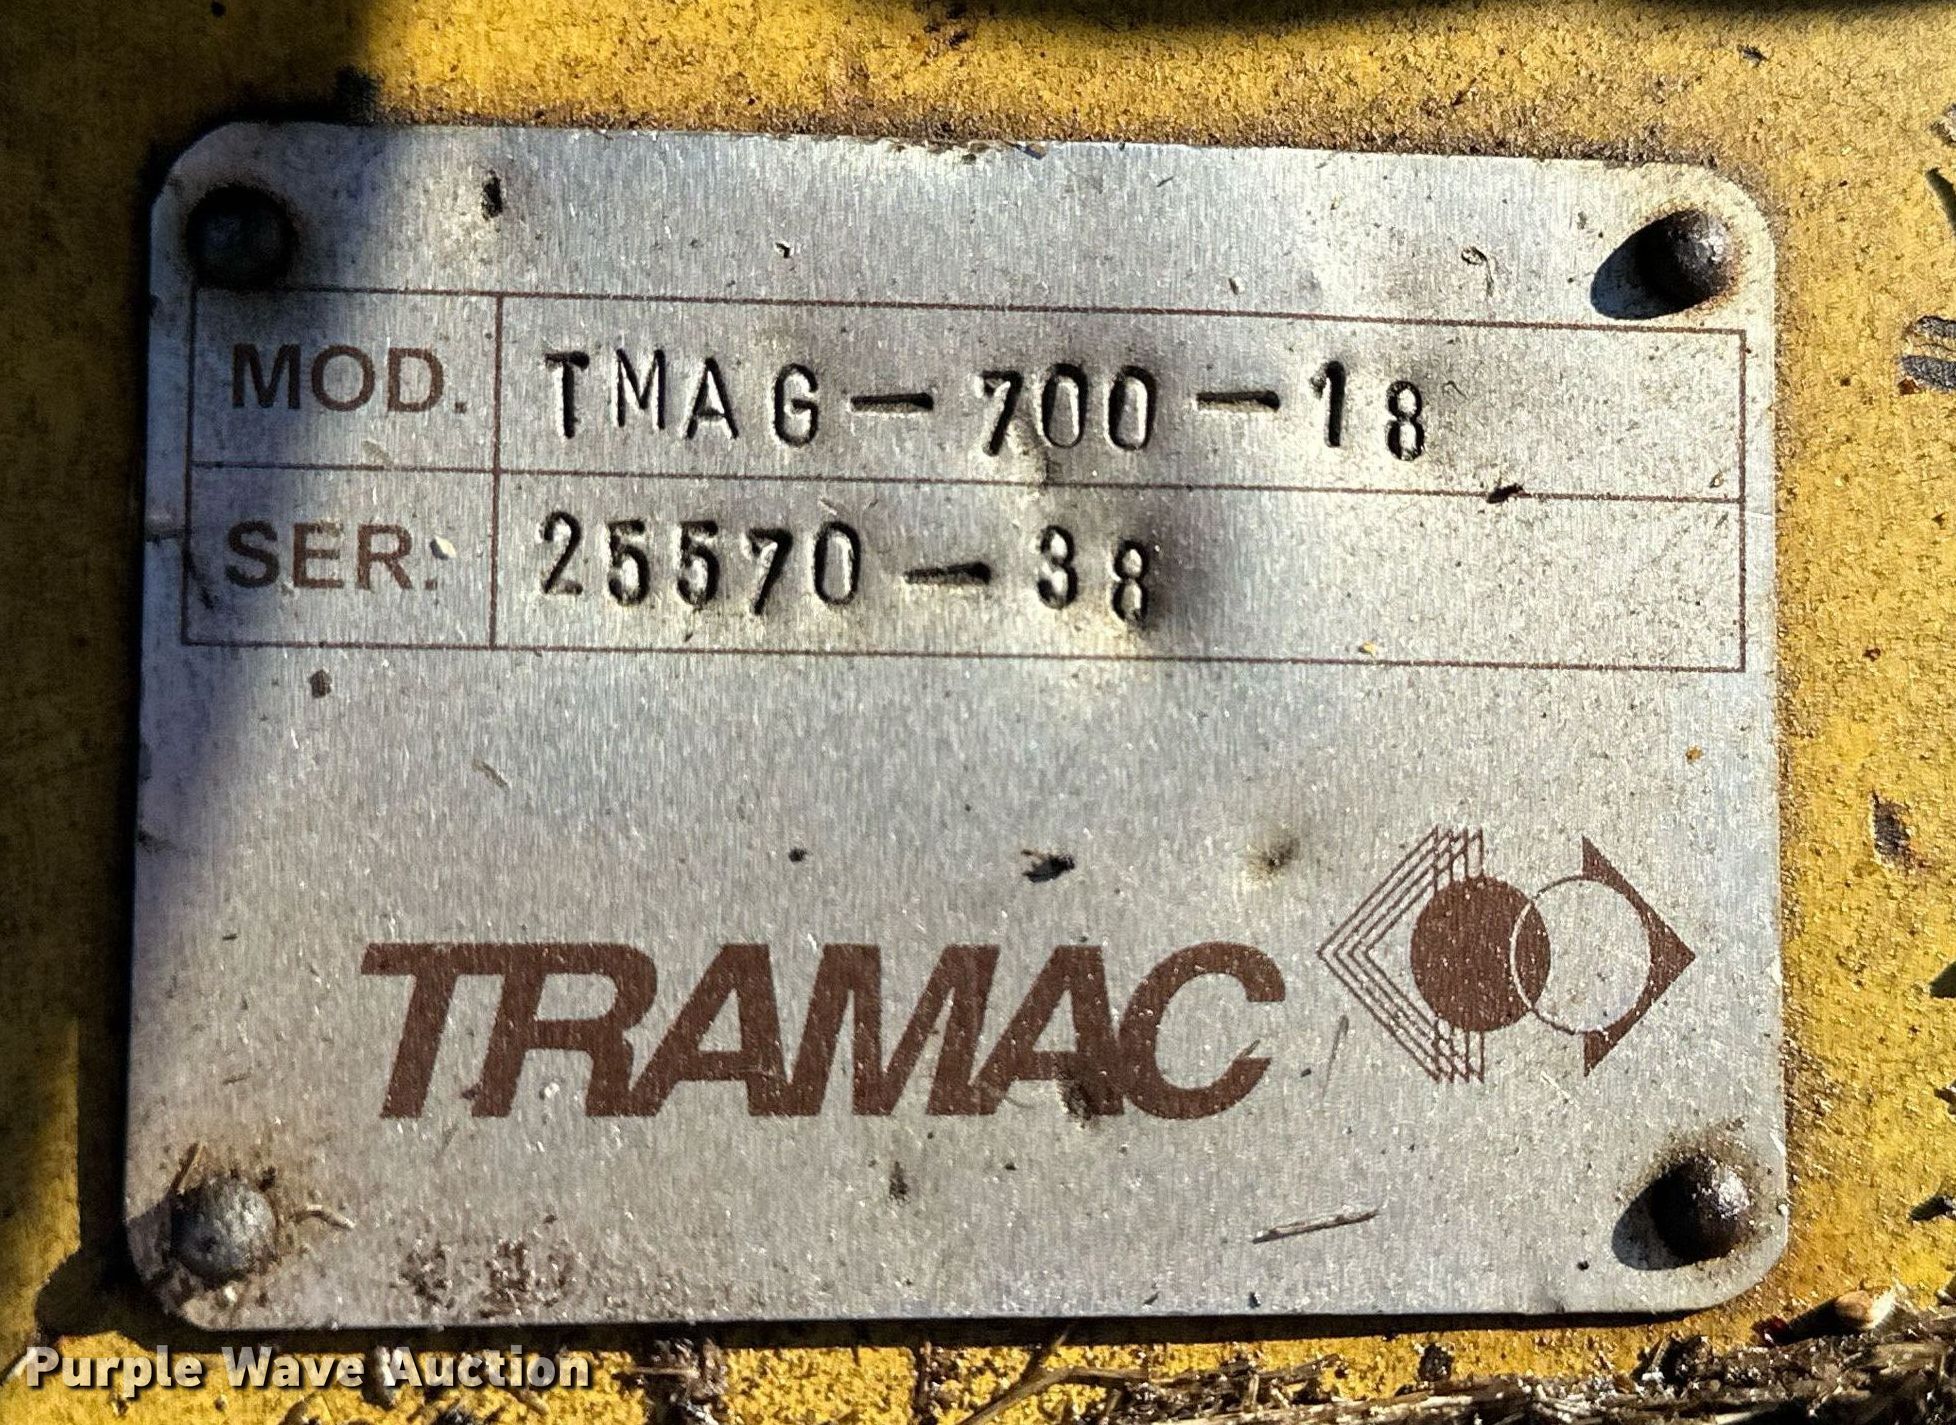 MOD. TMAG-700-18
SER. 25570-38
TRAMAC
Purple Wave Auction